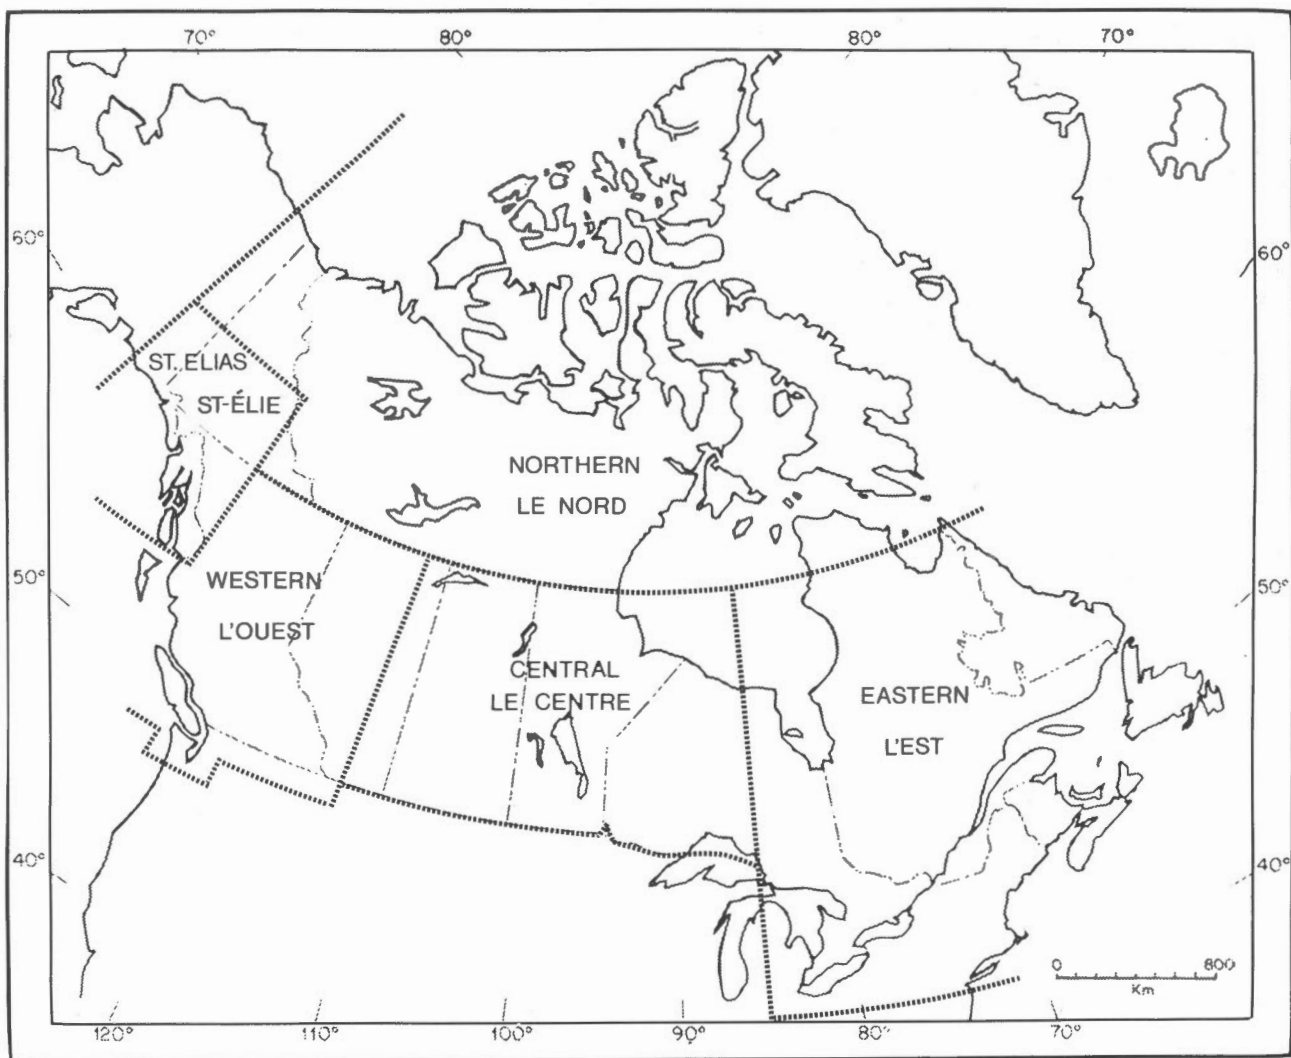 70° 80° 80° 70°
60° 60°
ST. ELIAS
ST-ÉLIE
NORTHERN
LE NORD
50° 50°
WESTERN
L'OUEST
CENTRAL
LE CENTRE
EASTERN
L'EST
40° 40°
0 800
Km
120° 110° 100° 90° 80° 70°